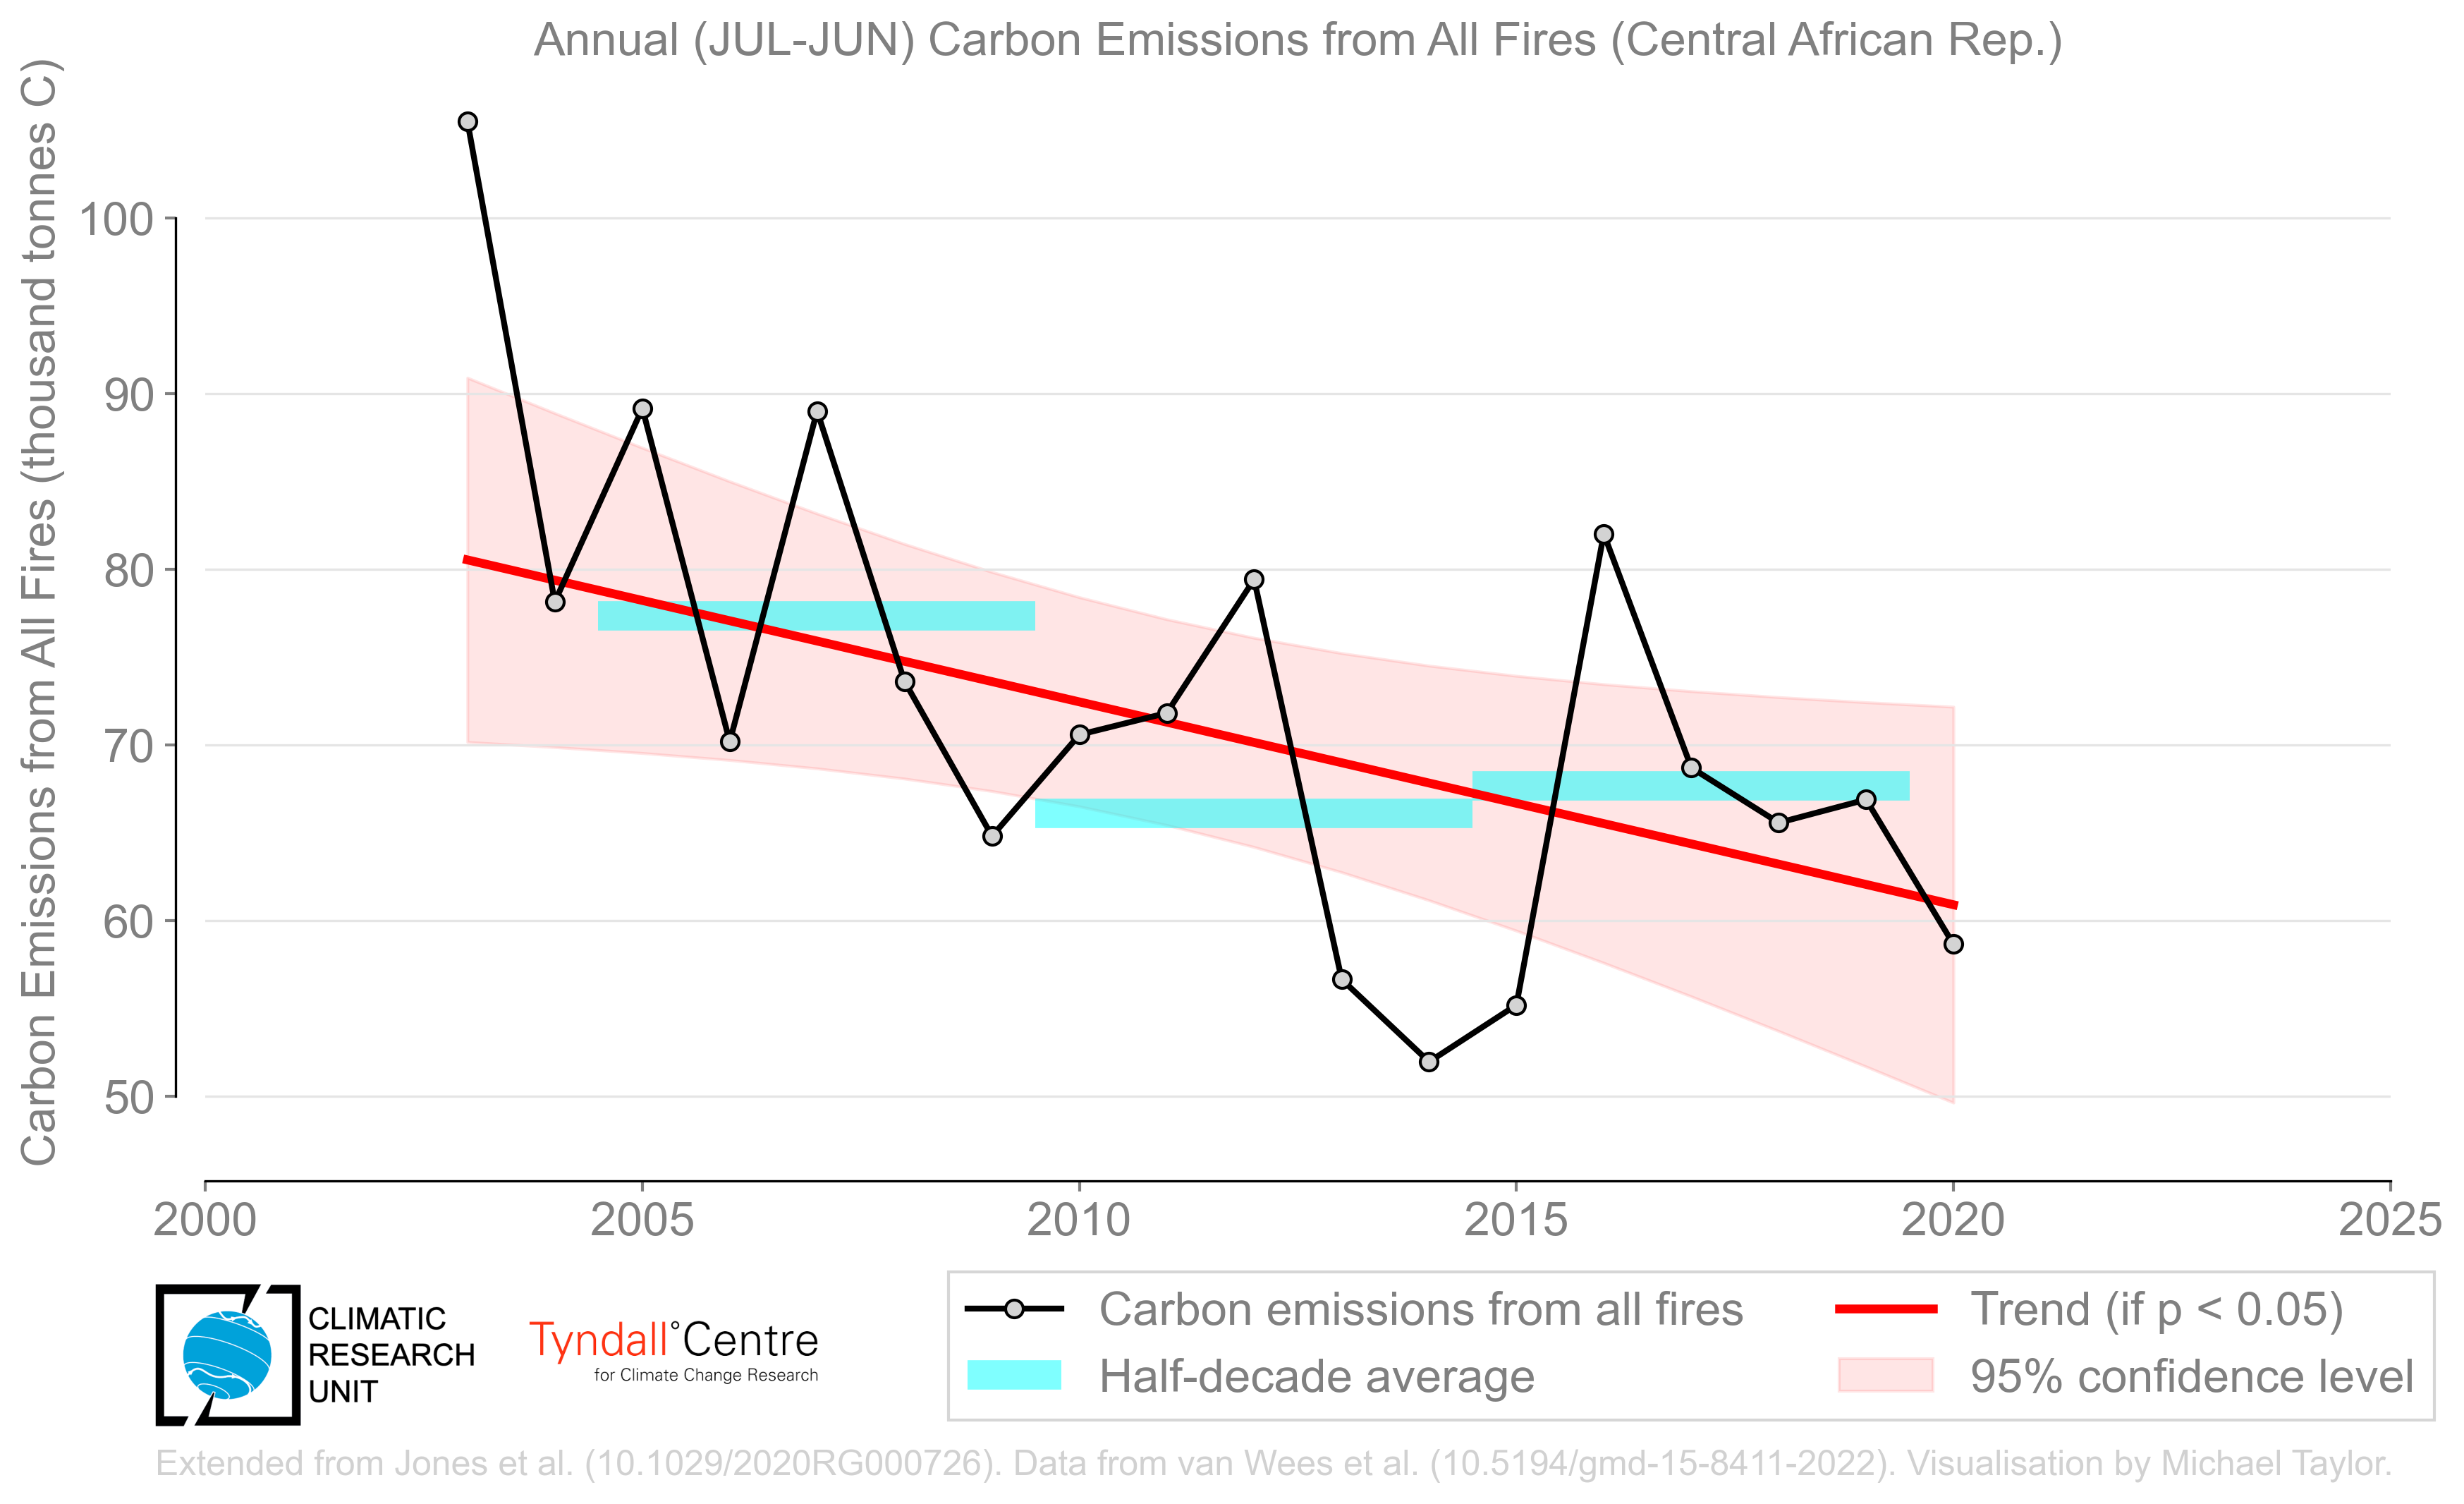 Annual (JUL-JUN) Carbon Emissions from All Fires (Central African Rep.)
Carbon Emissions from All Fires (thousand tonnes C)
100
90
80
70
60
50
2000
2005
2010
2015
2020
2025
CLIMATIC
RESEARCH
UNIT
Tyndall°Centre
for Climate Change Research
Carbon emissions from all fires
Half-decade average
Trend (if p < 0.05)
95% confidence level
Extended from Jones et al. (10.1029/2020RG000726). Data from van Wees et al. (10.5194/gmd-15-8411-2022). Visualisation by Michael Taylor.